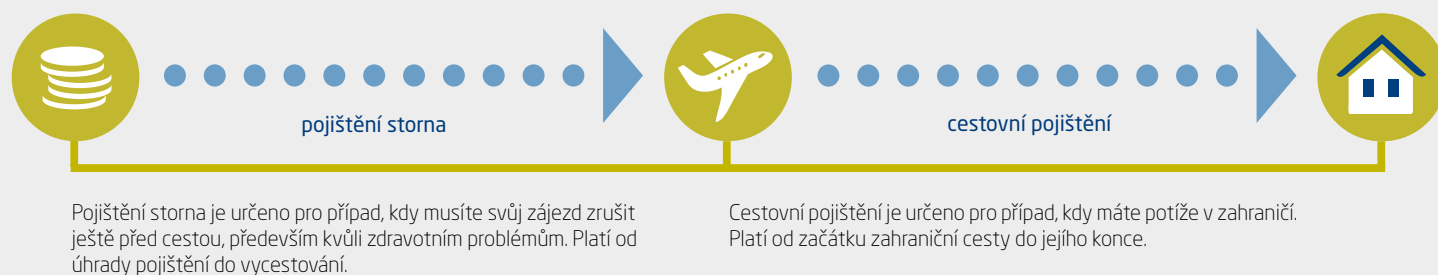 pojištění storna
cestovní pojištění
Pojištění storna je určeno pro případ, kdy musíte svůj zájezd zrušit
ještě před cestou, především kvůli zdravotním problémům. Platí od
úhrady pojištění do vycestování.
Cestovní pojištění je určeno pro případ, kdy máte potíže v zahraničí.
Platí od začátku zahraniční cesty do jejího konce.